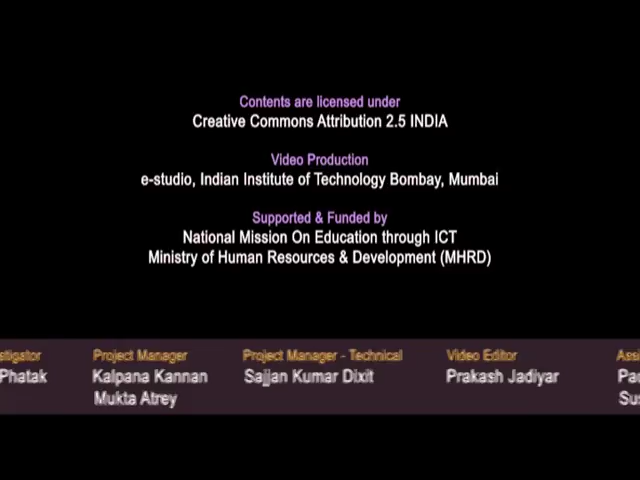 Contents are licensed under
Creative Commons Attribution 2.5 INDIA
Video Production
e-studio, Indian Institute of Technology Bombay, Mumbai
Supported & Funded by
National Mission On Education through ICT
Ministry of Human Resources & Development (MHRD)
Project Manager Project Manager - Technical Video Editor
Phatak Kalpana Kannan Sajjan Kumar Dixit Prakash Jadiyar
Mukta Atrey